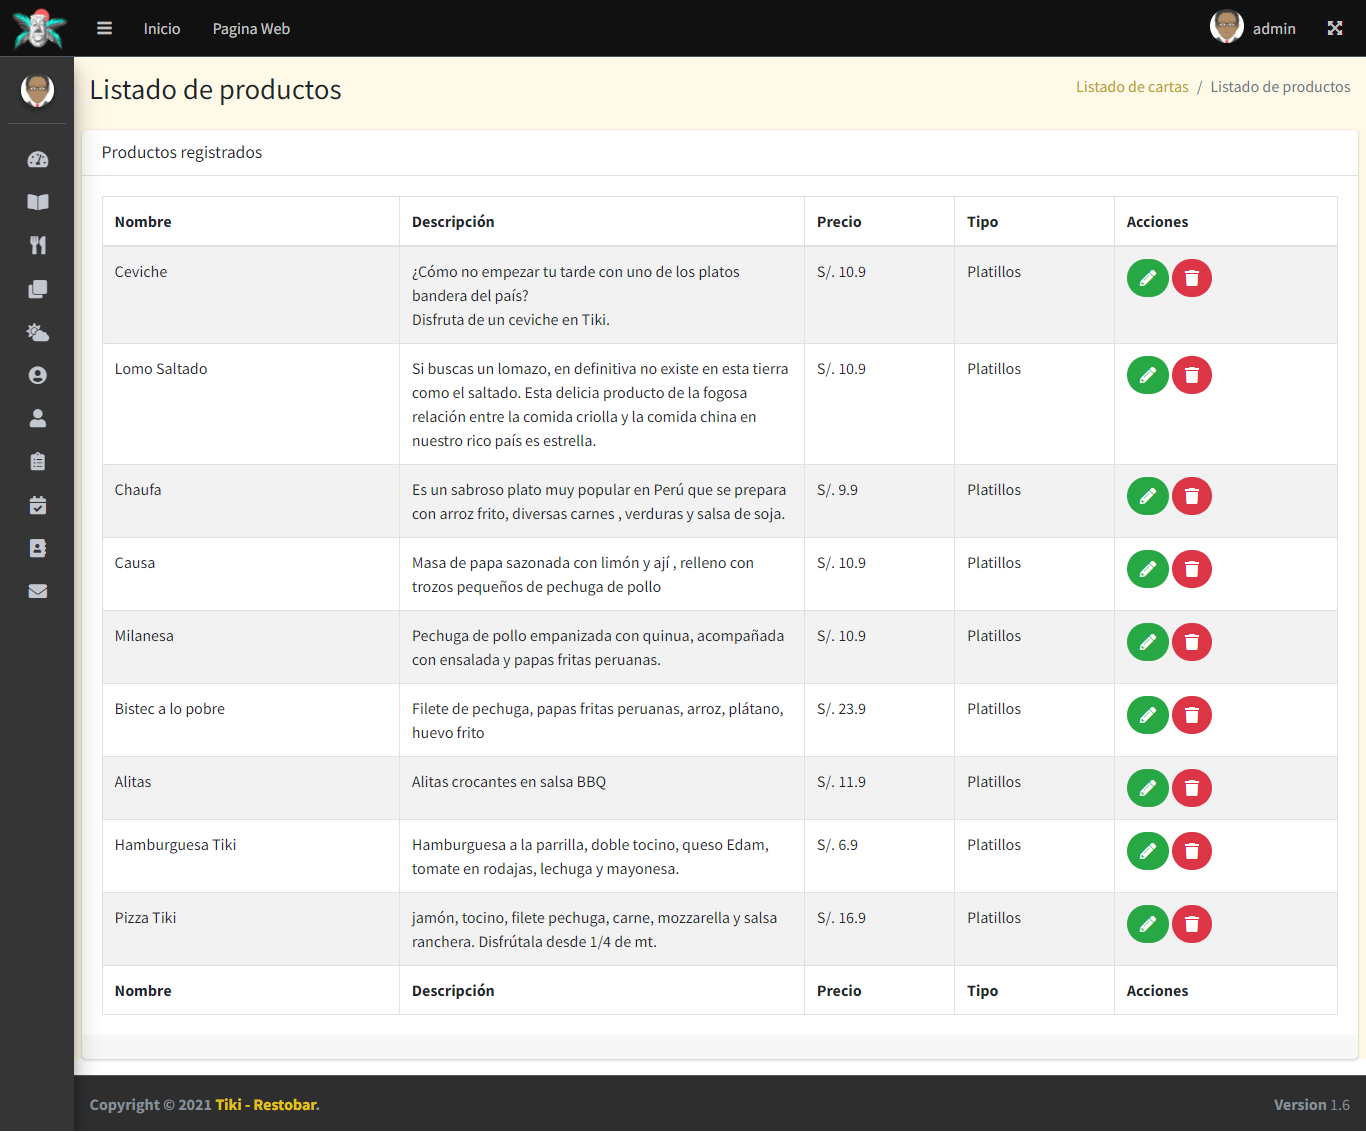 Inicio
Pagina Web
admin
Listado de productos
Listado de cartas / Listado de productos
Productos registrados
Nombre Descripción Precio Tipo Acciones
Ceviche ¿Cómo no empezar tu tarde con uno de los platos S/. 10.9 Platillos
bandera del país?
Disfruta de un ceviche en Tiki.
Lomo Saltado Si buscas un lomazo, en definitiva no existe en esta tierra S/. 10.9 Platillos
como el saltado. Esta delicia producto de la fogosa
relación entre la comida criolla y la comida china en
nuestro rico país es estrella.
Chaufa Es un sabroso plato muy popular en Perú que se prepara S/. 9.9 Platillos
con arroz frito, diversas carnes , verduras y salsa de soja.
Causa Masa de papa sazonada con limón y ají , relleno con S/. 10.9 Platillos
trozos pequeños de pechuga de pollo
Milanesa Pechuga de pollo empanizada con quinua, acompañada S/. 10.9 Platillos
con ensalada y papas fritas peruanas.
Bistec a lo pobre Filete de pechuga, papas fritas peruanas, arroz, plátano, S/. 23.9 Platillos
huevo frito
Alitas Alitas crocantes en salsa BBQ S/. 11.9 Platillos
Hamburguesa Tiki Hamburguesa a la parrilla, doble tocino, queso Edam, S/. 6.9 Platillos
tomate en rodajas, lechuga y mayonesa.
Pizza Tiki jamón, tocino, filete pechuga, carne, mozzarella y salsa S/. 16.9 Platillos
ranchera. Disfrútala desde 1/4 de mt.
Nombre Descripción Precio Tipo Acciones
Copyright © 2021 Tiki - Restobar.
Version 1.6